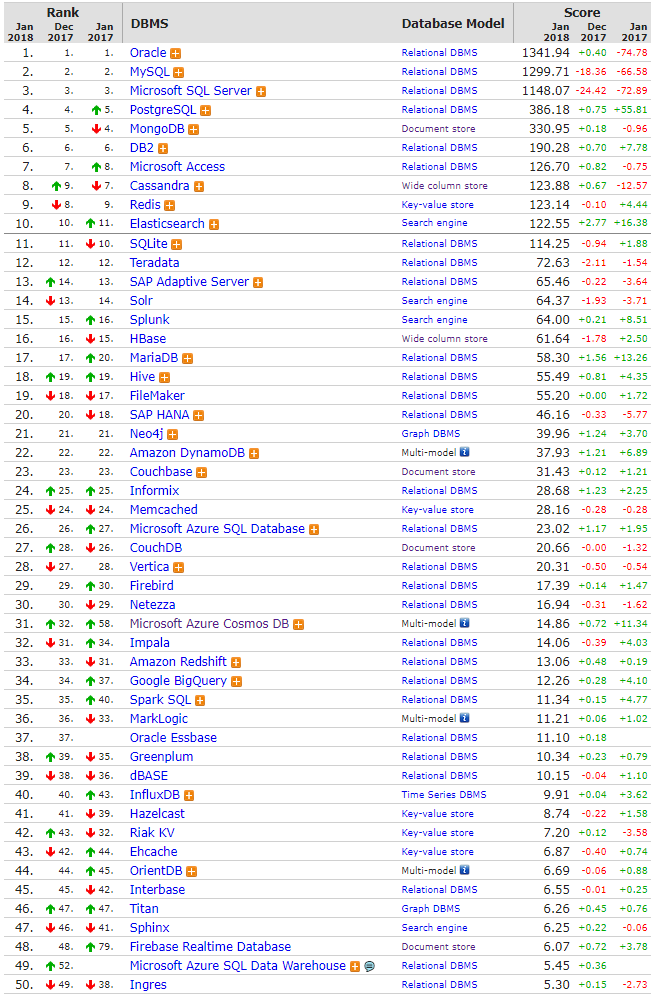 Rank DBMS Database Model Score
Jan 2018 Dec 2017 Jan 2017 Jan 2018 Dec 2017 Jan 2017
1. 1. 1. Oracle Relational DBMS 1341.94 +0.40 -74.78
2. 2. 2. MySQL Relational DBMS 1299.71 -18.36 -66.58
3. 3. 3. Microsoft SQL Server Relational DBMS 1148.07 -24.42 -72.89
4. 4. 5. PostgreSQL Relational DBMS 386.18 +0.75 +55.81
5. 5. 4. MongoDB Document store 330.95 +0.18 -0.96
6. 6. 6. DB2 Relational DBMS 190.28 +0.70 +7.78
7. 7. 8. Microsoft Access Relational DBMS 126.70 +0.82 -0.75
8. 9. 7. Cassandra Wide column store 123.88 +0.67 -12.57
9. 8. 9. Redis Key-value store 123.14 -0.10 +4.44
10. 10. 11. Elasticsearch Search engine 122.55 +2.77 +16.38
11. 11. 10. SQLite Relational DBMS 114.25 -0.94 +1.88
12. 12. 12. Teradata Relational DBMS 72.63 -2.11 -1.54
13. 14. 13. SAP Adaptive Server Relational DBMS 65.46 -0.22 -3.64
14. 13. 14. Solr Search engine 64.37 -1.93 -3.71
15. 15. 16. Splunk Search engine 64.00 +0.21 +8.51
16. 16. 15. HBase Wide column store 61.64 -1.78 +2.50
17. 17. 20. MariaDB Relational DBMS 58.30 +1.56 +13.26
18. 19. 19. Hive Relational DBMS 55.49 +0.81 +4.35
19. 18. 17. FileMaker Relational DBMS 55.20 +0.00 +1.72
20. 20. 18. SAP HANA Relational DBMS 46.16 -0.33 -5.77
21. 21. 21. Neo4j Graph DBMS 39.96 +1.24 +3.70
22. 22. 22. Amazon DynamoDB Multi-model i 37.93 +1.21 +6.89
23. 23. 23. Couchbase Document store 31.43 +0.12 +1.21
24. 25. 25. Informix Relational DBMS 28.68 +1.23 +2.25
25. 24. 24. Memcached Key-value store 28.16 -0.28 -0.28
26. 26. 27. Microsoft Azure SQL Database Relational DBMS 23.02 +1.17 +1.95
27. 28. 26. CouchDB Document store 20.66 -0.00 -1.32
28. 27. 28. Vertica Relational DBMS 20.31 -0.50 -0.54
29. 29. 30. Firebird Relational DBMS 17.39 +0.14 +1.47
30. 30. 29. Netezza Relational DBMS 16.94 -0.31 -1.62
31. 32. 58. Microsoft Azure Cosmos DB Multi-model i 14.86 +0.72 +11.34
32. 31. 34. Impala Relational DBMS 14.06 -0.39 +4.03
33. 33. 31. Amazon Redshift Relational DBMS 13.06 +0.48 +0.19
34. 34. 37. Google BigQuery Relational DBMS 12.26 +0.28 +4.10
35. 35. 40. Spark SQL Relational DBMS 11.34 +0.15 +4.77
36. 36. 33. MarkLogic Multi-model i 11.21 +0.06 +1.02
37. 37. Oracle Essbase Relational DBMS 11.10 +0.18
38. 39. 35. Greenplum Relational DBMS 10.34 +0.23 +0.79
39. 38. 36. dBASE Relational DBMS 10.15 -0.04 +1.10
40. 40. 43. InfluxDB Time Series DBMS 9.91 +0.04 +3.62
41. 41. 39. Hazelcast Key-value store 8.74 -0.22 +1.58
42. 43. 32. Riak KV Key-value store 7.20 +0.12 -3.58
43. 42. 44. Ehcache Key-value store 6.87 -0.40 +0.74
44. 44. 45. OrientDB Multi-model i 6.69 -0.06 +0.88
45. 45. 42. Interbase Relational DBMS 6.55 -0.01 +0.25
46. 47. 47. Titan Graph DBMS 6.26 +0.45 +0.76
47. 46. 41. Sphinx Search engine 6.25 +0.22 -0.06
48. 48. 79. Firebase Realtime Database Document store 6.07 +0.72 +3.78
49. 52. Microsoft Azure SQL Data Warehouse Relational DBMS 5.45 +0.36
50. 49. 38. Ingres Relational DBMS 5.30 +0.15 -2.73